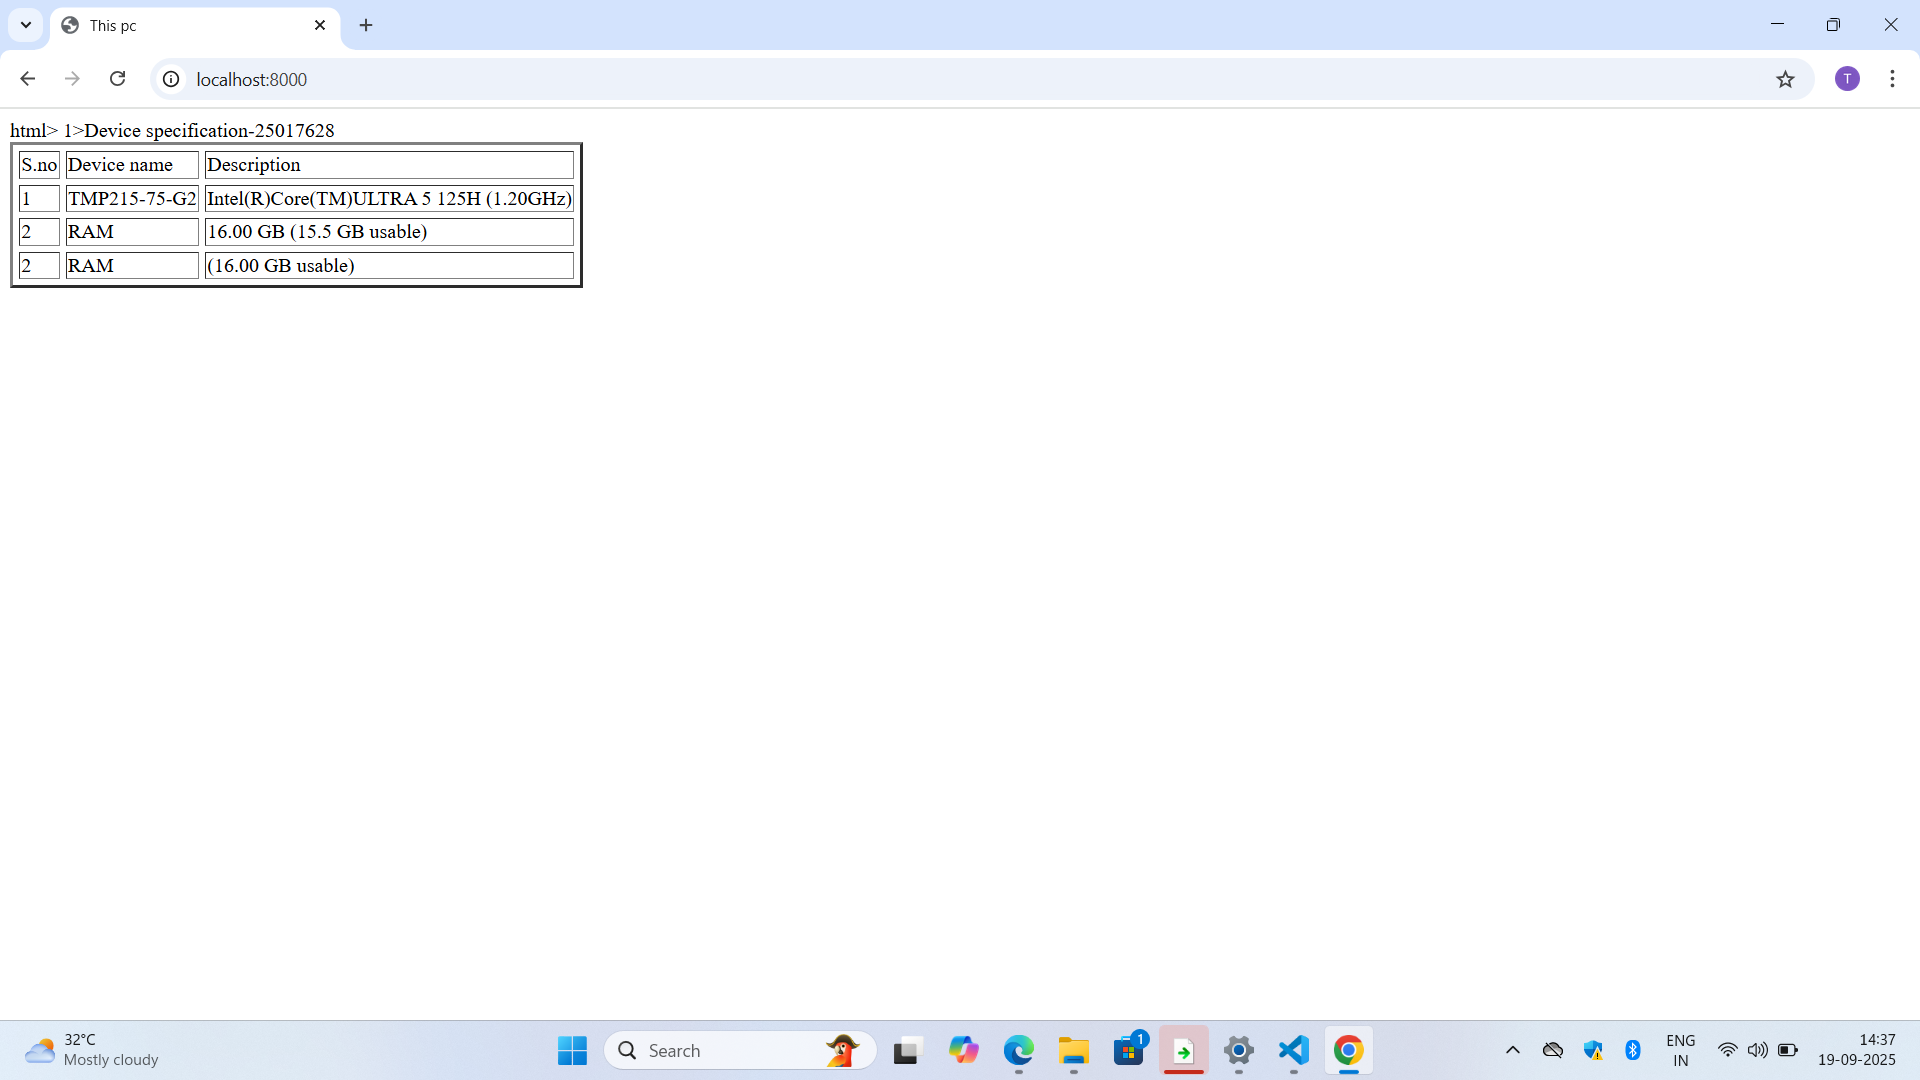 This pc
localhost:8000
T
html> 1>Device specification-25017628
S.no Device name Description
1 TMP215-75-G2 Intel(R)Core(TM)ULTRA 5 125H (1.20GHz)
2 RAM 16.00 GB (15.5 GB usable)
2 RAM (16.00 GB usable)
32°C
Mostly cloudy
Search
1
ENG
IN
14:37
19-09-2025